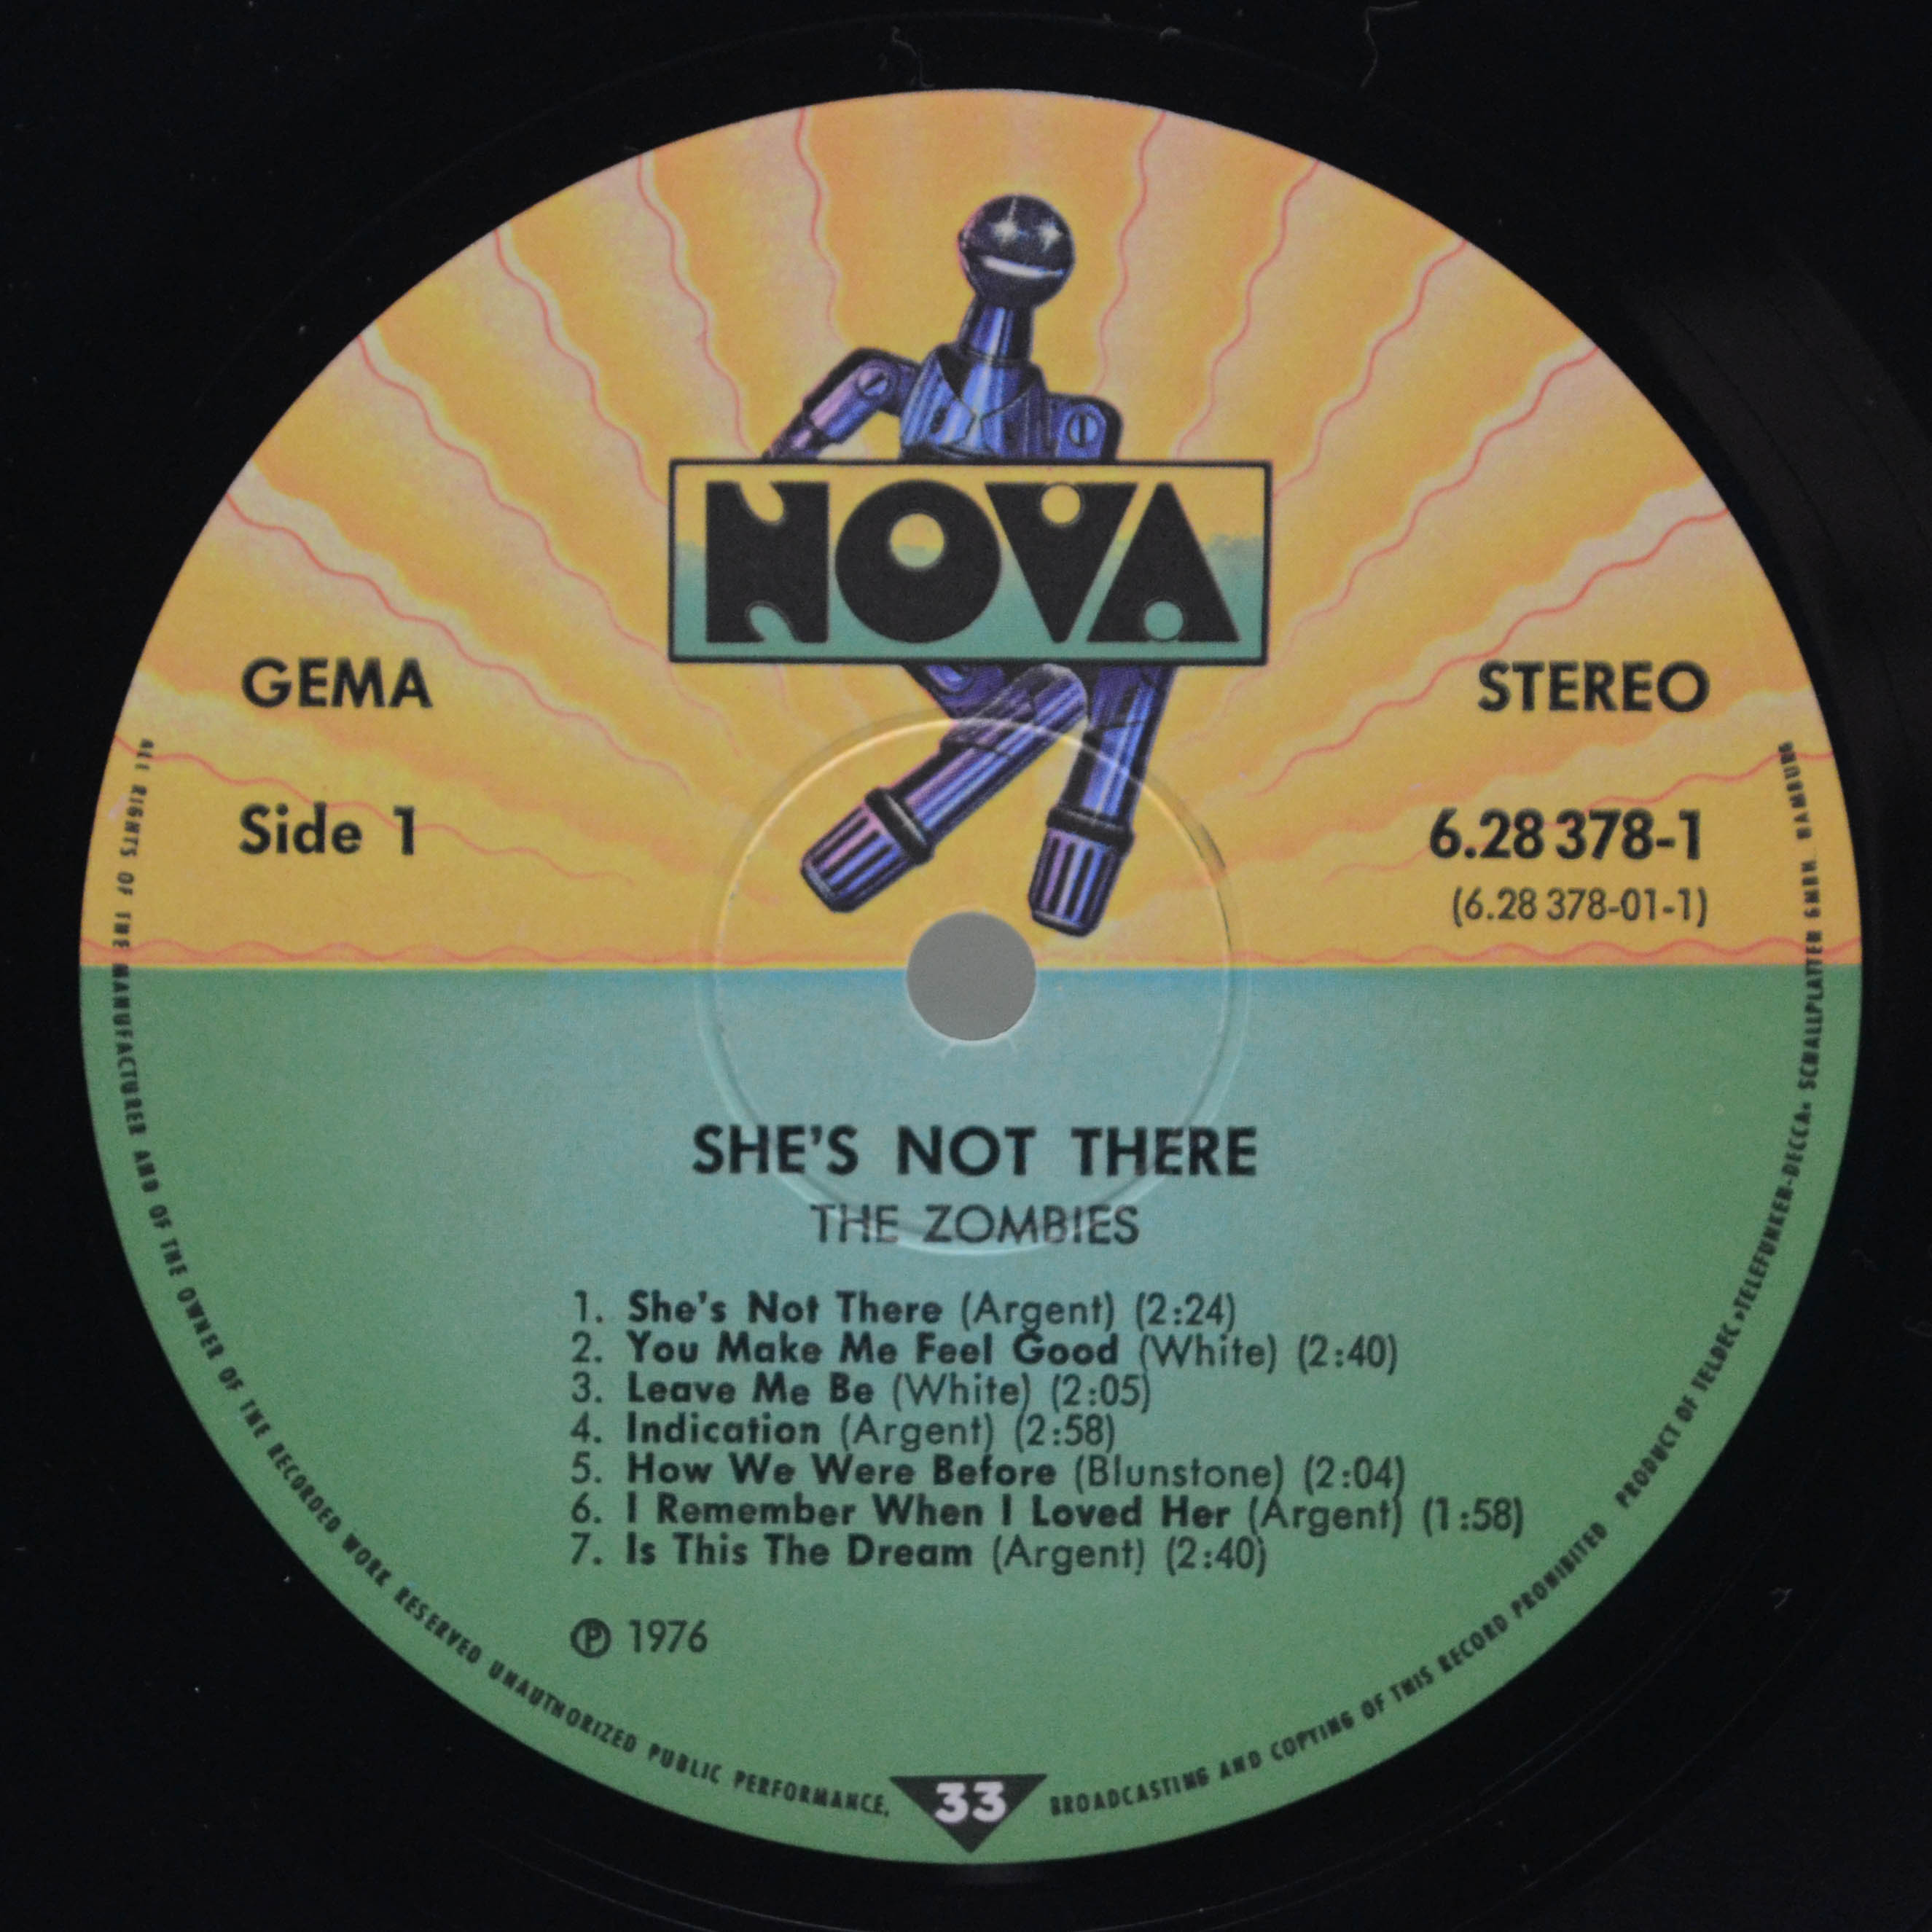 NOVA
GEMA
STEREO
Side 1
6.28 378-1
(6.28 378-01-1)
SHE'S NOT THERE
THE ZOMBIES
1. She's Not There (Argent) (2:24)
2. You Make Me Feel Good (White) (2:40)
3. Leave Me Be (White) (2:05)
4. Indication (Argent) (2:58)
5. How We Were Before (Blunstone) (2:04)
6. I Remember When I Loved Her (Argent) (1:58)
7. Is This The Dream (Argent) (2:40)
Ⓟ 1976
33
ALL RIGHTS OF THE MANUFACTURER AND OF THE OWNER OF THE RECORDED WORK RESERVED UNAUTHORIZED PUBLIC PERFORMANCE, BROADCASTING AND COPYING OF THIS RECORD PROHIBITED PRODUCT OF TELDEC »TELEFUNKEN-DECCA« SCHALLPLATTEN GMBH. HAMBURG